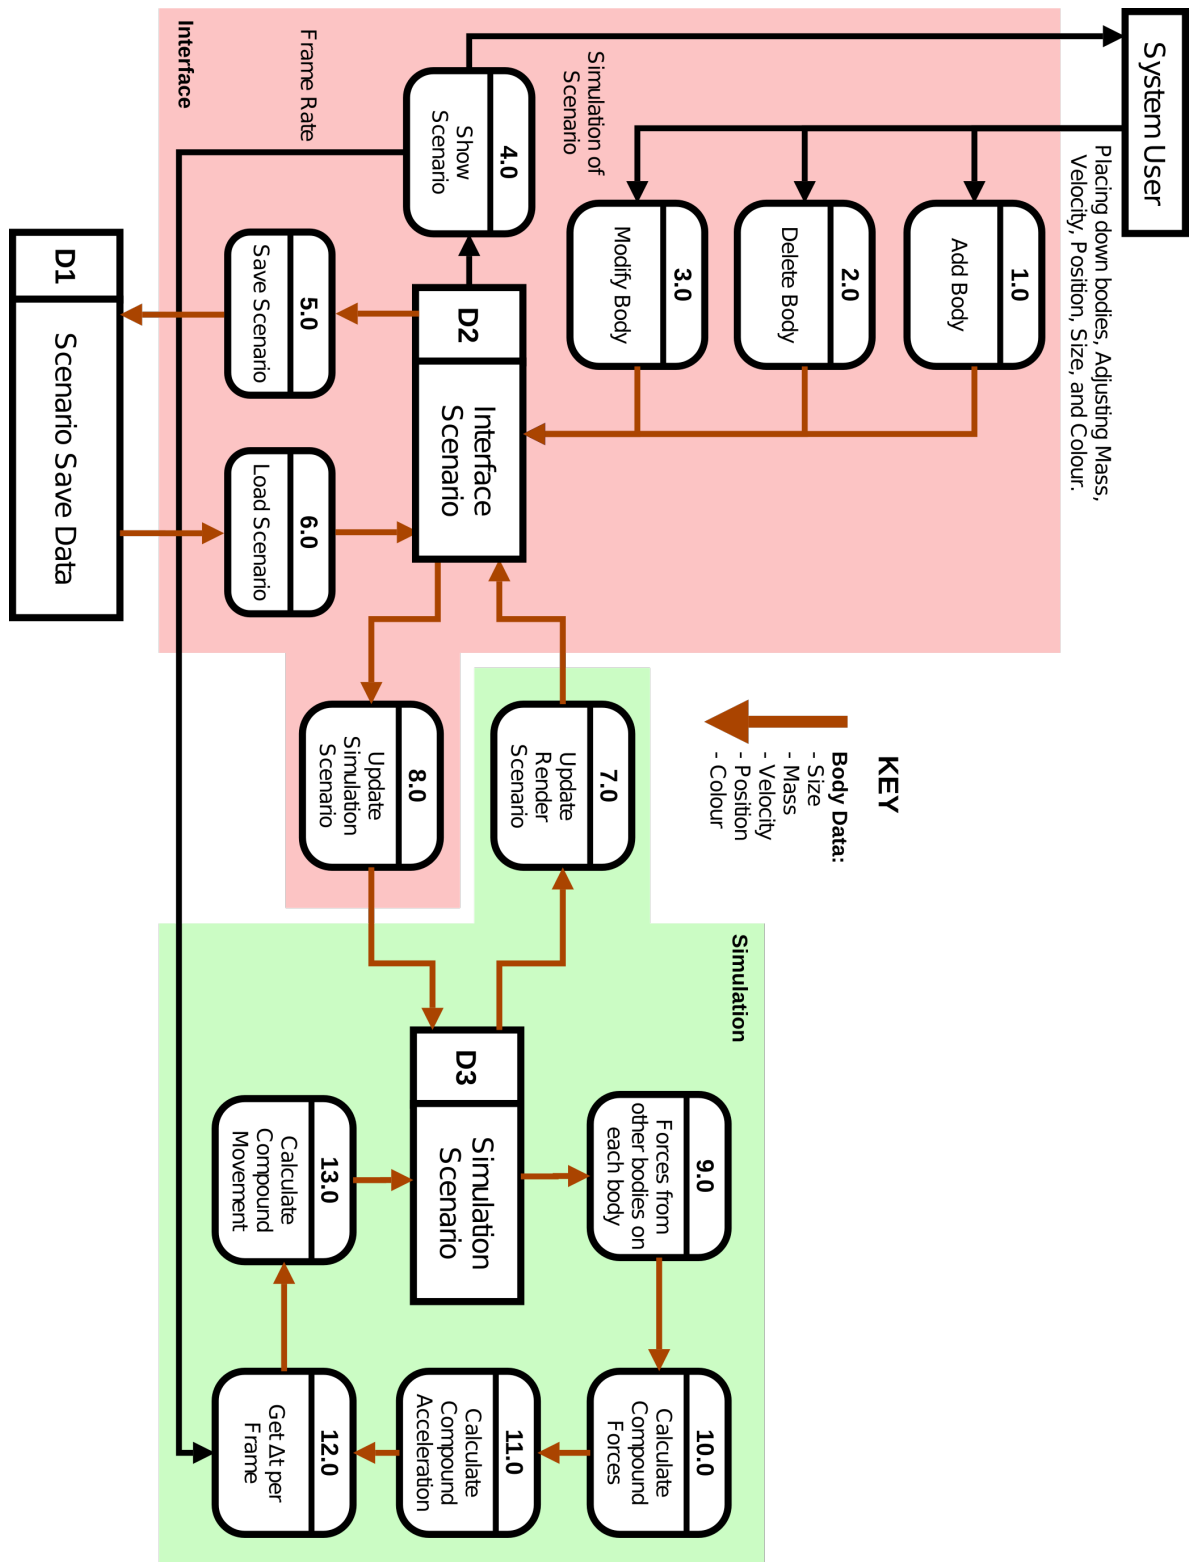 System User
Placing down bodies, Adjusting Mass,
Velocity, Position, Size, and Colour.
1.0
Add Body
2.0
Delete Body
3.0
Modify Body
Simulation of
Scenario
4.0
Show
Scenario
Frame Rate
Interface
D2
Interface
Scenario
5.0
Save Scenario
6.0
Load Scenario
D1
Scenario Save Data
KEY
Body Data:
- Size
- Mass
- Velocity
- Position
- Colour
7.0
Update
Render
Scenario
8.0
Update
Simulation
Scenario
Simulation
D3
Simulation
Scenario
9.0
Forces from
other bodies on
each body
10.0
Calculate
Compound
Forces
11.0
Calculate
Compound
Acceleration
12.0
Get Δt per
Frame
13.0
Calculate
Compound
Movement